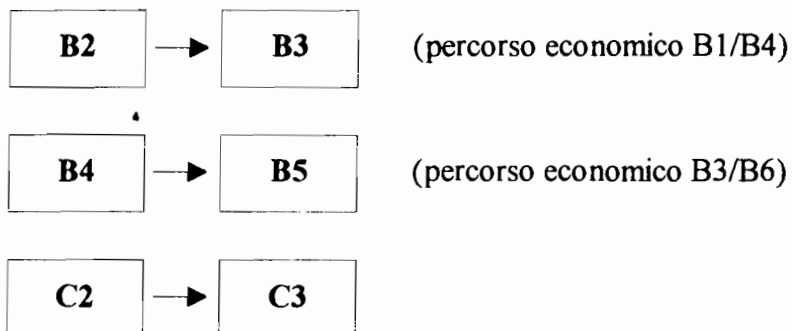 B2 B3 (percorso economico B1/B4)
B4 B5 (percorso economico B3/B6)
C2 C3